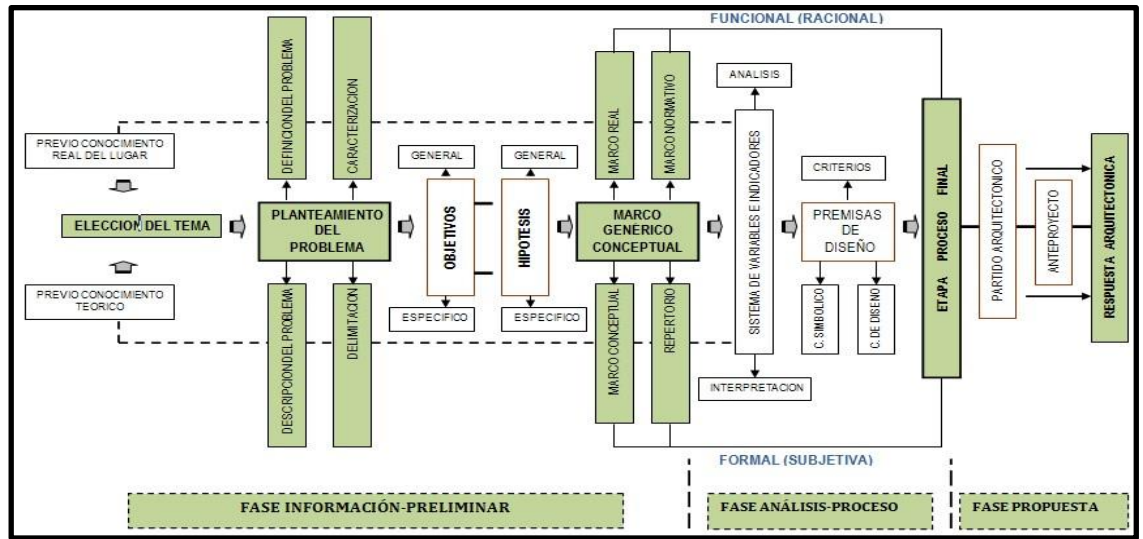 FUNCIONAL (RACIONAL)
PREVIO CONOCIMIENTO
REAL DEL LUGAR
ELECCION DEL TEMA
PREVIO CONOCIMIENTO
TEORICO
DEFINICION DEL PROBLEMA
CARACTERIZACION
PLANTEAMIENTO
DEL
PROBLEMA
DESCRIPCION DEL PROBLEMA
DELIMITACION
GENERAL
OBJETIVOS
ESPECIFICO
GENERAL
HIPOTESIS
ESPECIFICO
MARCO REAL
MARCO NORMATIVO
MARCO
GENÉRICO
CONCEPTUAL
MARCO CONCEPTUAL
REPERTORIO
ANALISIS
SISTEMA DE VARIABLES E INDICADORES
INTERPRETACION
CRITERIOS
PREMISAS
DE
DISEÑO
C. SIMBOLICO
C. DE DISENO
ETAPA PROCESO FINAL
PARTIDO ARQUITECTONICO
ANTEPROYECTO
RESPUESTA ARQUITECTONICA
FORMAL (SUBJETIVA)
FASE INFORMACIÓN-PRELIMINAR
FASE ANÁLISIS-PROCESO
FASE PROPUESTA